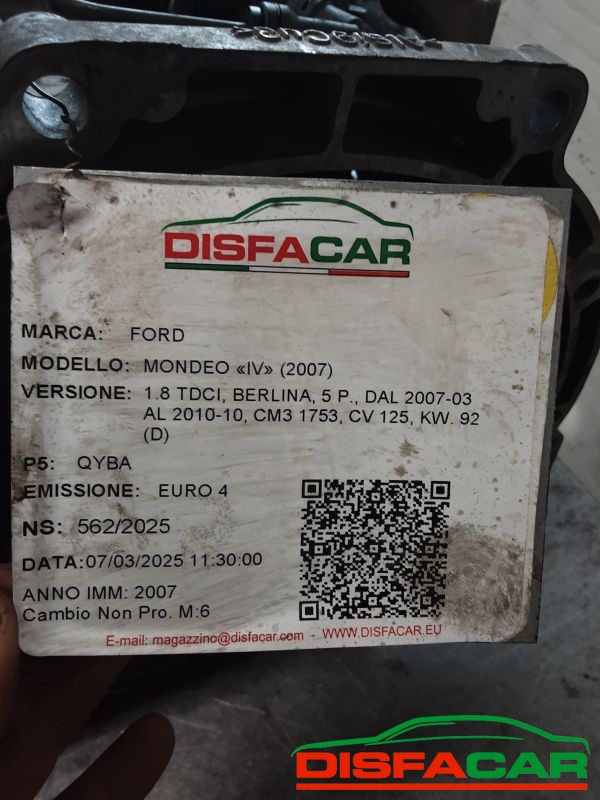 DISFACAR
MARCA: FORD
MODELLO: MONDEO «IV» (2007)
VERSIONE: 1.8 TDCI, BERLINA, 5 P., DAL 2007-03
AL 2010-10, CM3 1753, CV 125, KW. 92
(D)
P5: QYBA
EMISSIONE: EURO 4
NS: 562/2025
DATA:07/03/2025 11:30:00
ANNO IMM: 2007
Cambio Non Pro. M:6
E-mail: magazzino@disfacar.com - WWW.DISFACAR.EU
DISFACAR